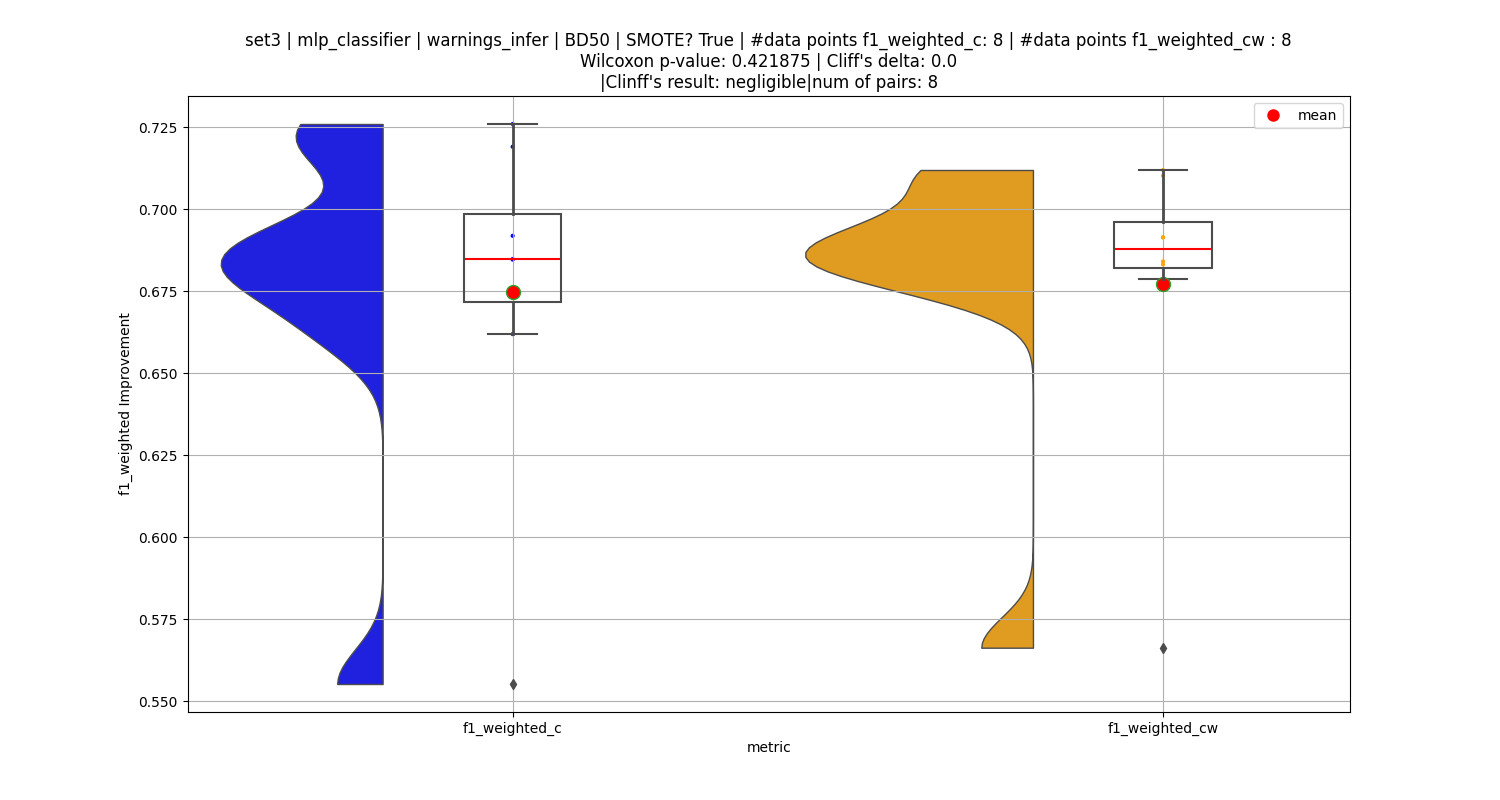 set3 | mlp_classifier | warnings_infer | BD50 | SMOTE? True | #data points f1_weighted_c: 8 | #data points f1_weighted_cw : 8
Wilcoxon p-value: 0.421875 | Cliff's delta: 0.0
|Clinff's result: negligible|num of pairs: 8
mean
0.725
0.700
0.675
0.650
0.625
0.600
0.575
0.550
f1_weighted Improvement
f1_weighted_c
f1_weighted_cw
metric